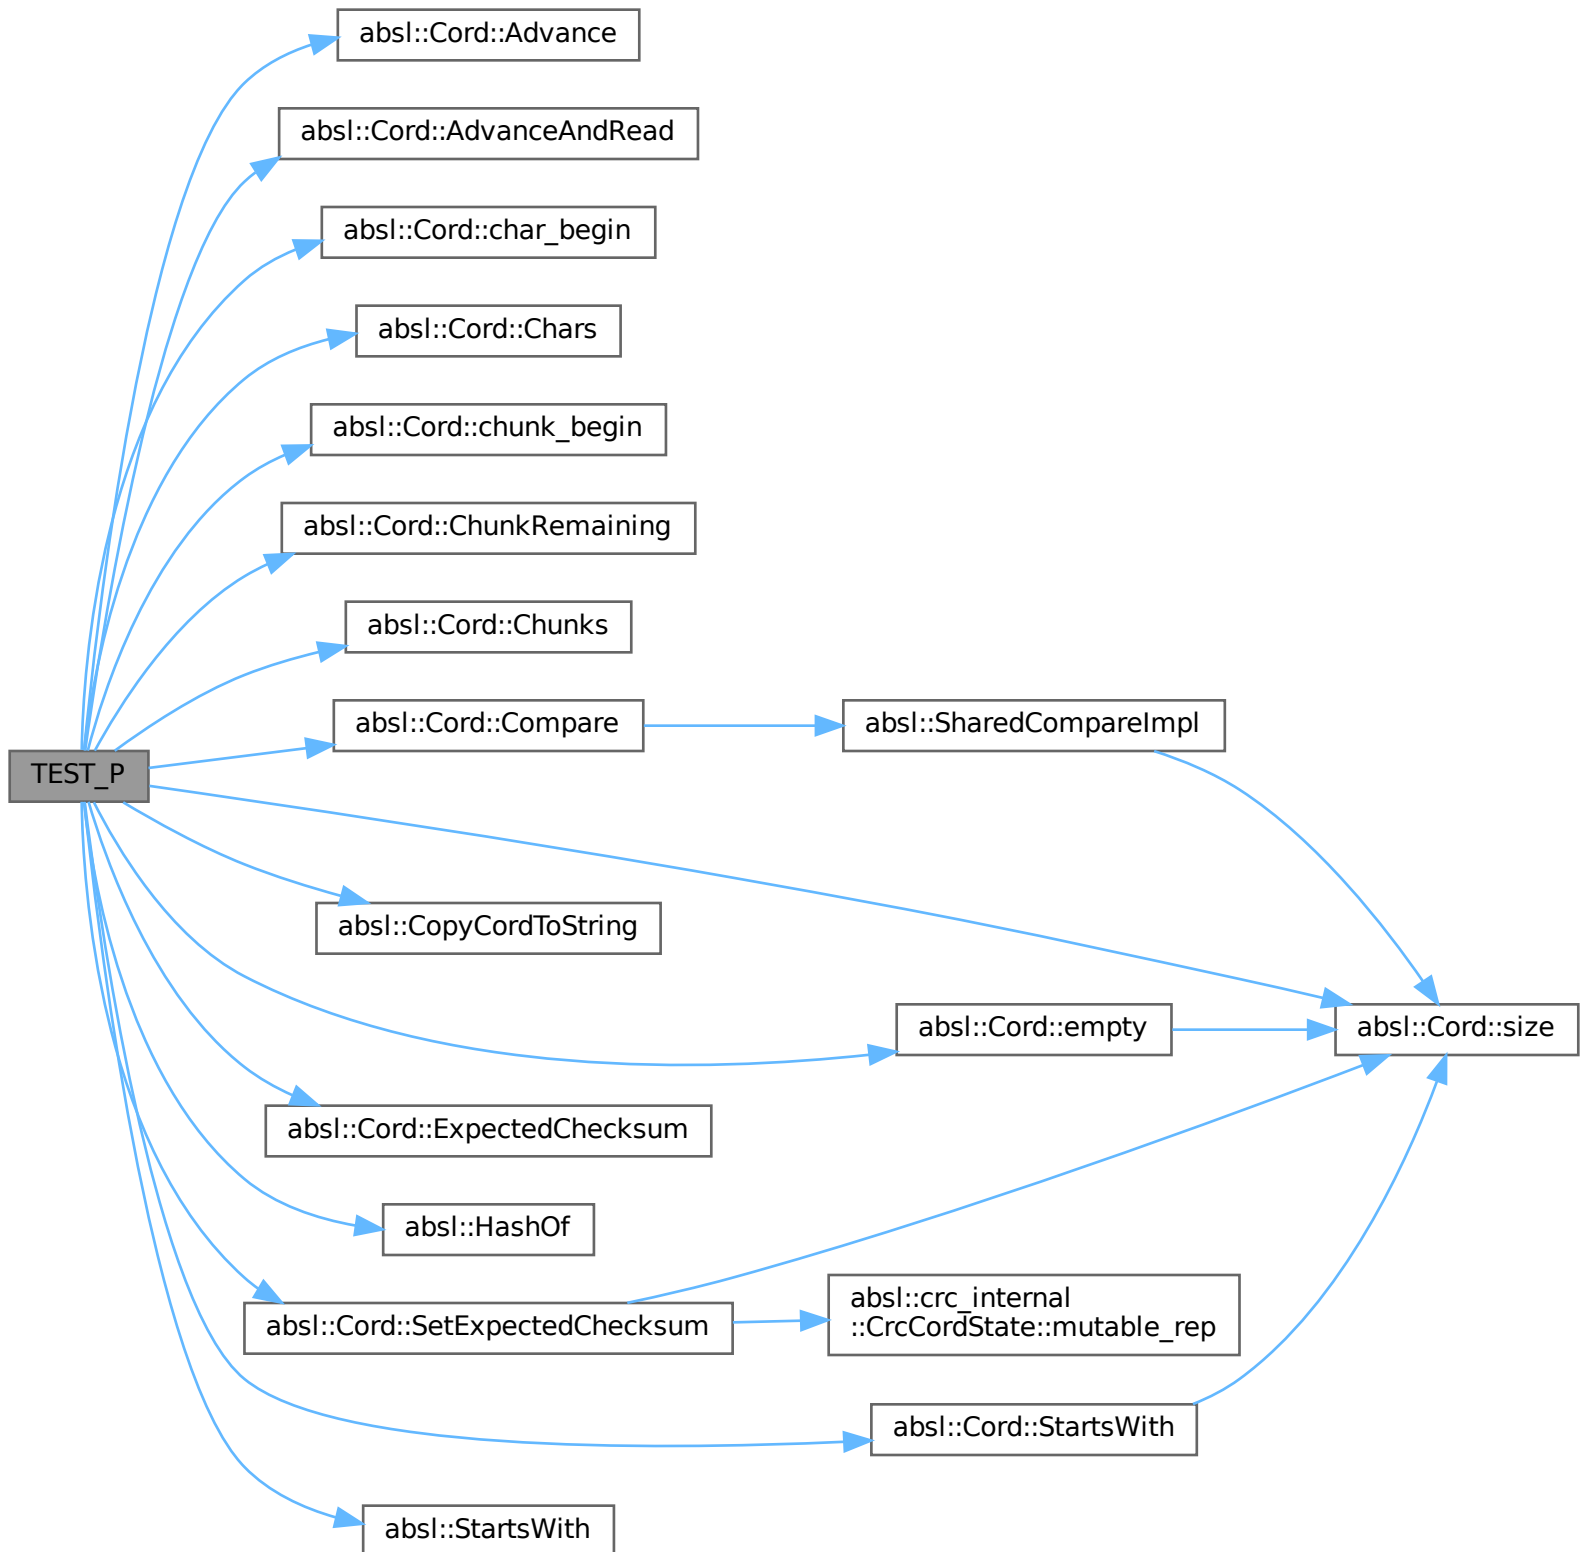 absl::Cord::Advance
absl::Cord::AdvanceAndRead
absl::Cord::char_begin
absl::Cord::Chars
absl::Cord::chunk_begin
absl::Cord::ChunkRemaining
absl::Cord::Chunks
absl::Cord::Compare
absl::SharedCompareImpl
TEST_P
absl::CopyCordToString
absl::Cord::empty
absl::Cord::size
absl::Cord::ExpectedChecksum
absl::HashOf
absl::Cord::SetExpectedChecksum
absl::crc_internal
::CrcCordState::mutable_rep
absl::Cord::StartsWith
absl::StartsWith